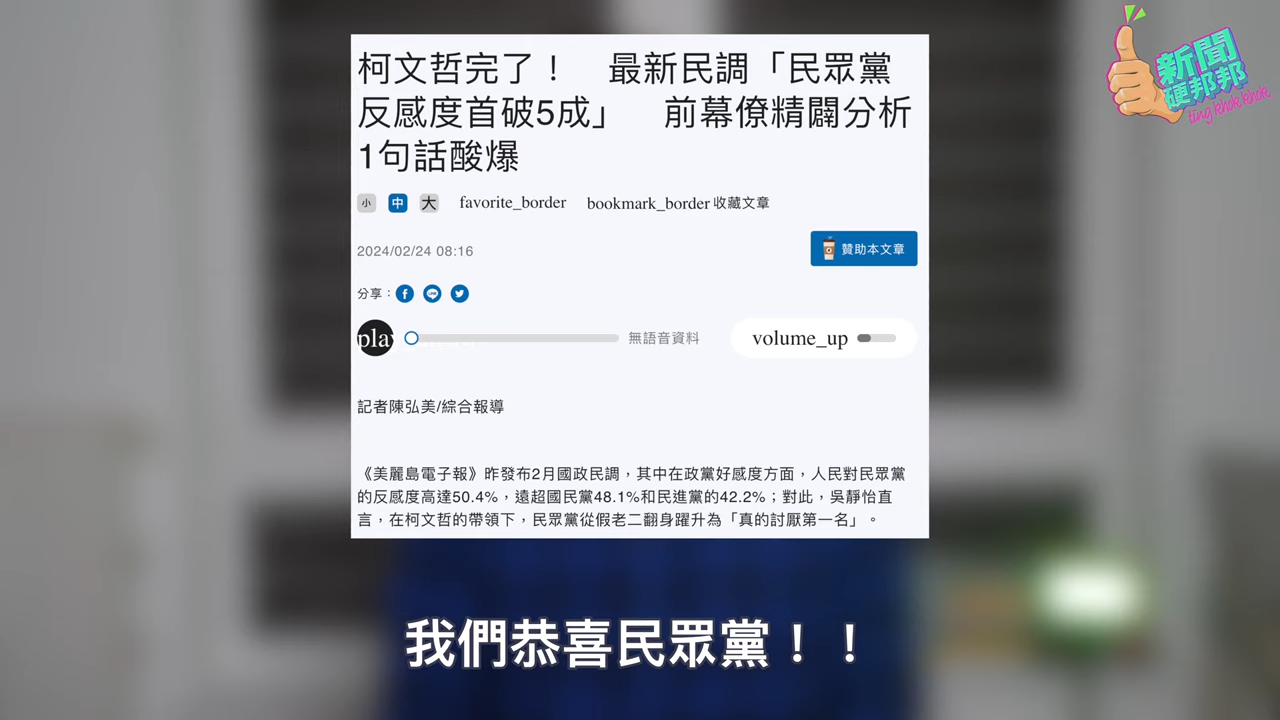 柯文哲完了！　最新民調「民眾黨
反感度首破5成」　前幕僚精闢分析
1句話酸爆
小 中 大 favorite_border bookmark_border 收藏文章
2024/02/24 08:16
贊助本文章
分享：
pla
無語音資料
volume_up
記者陳弘美/綜合報導
《美麗島電子報》昨發布2月國政民調，其中在政黨好感度方面，人民對民眾黨
的反感度高達50.4%，遠超國民黨48.1%和民進黨的42.2%；對此，吳靜怡直
言，在柯文哲的帶領下，民眾黨從假老二翻身躍升為「真的討厭第一名」。
我們恭喜民眾黨！！
新聞
硬邦邦
ting khok khok